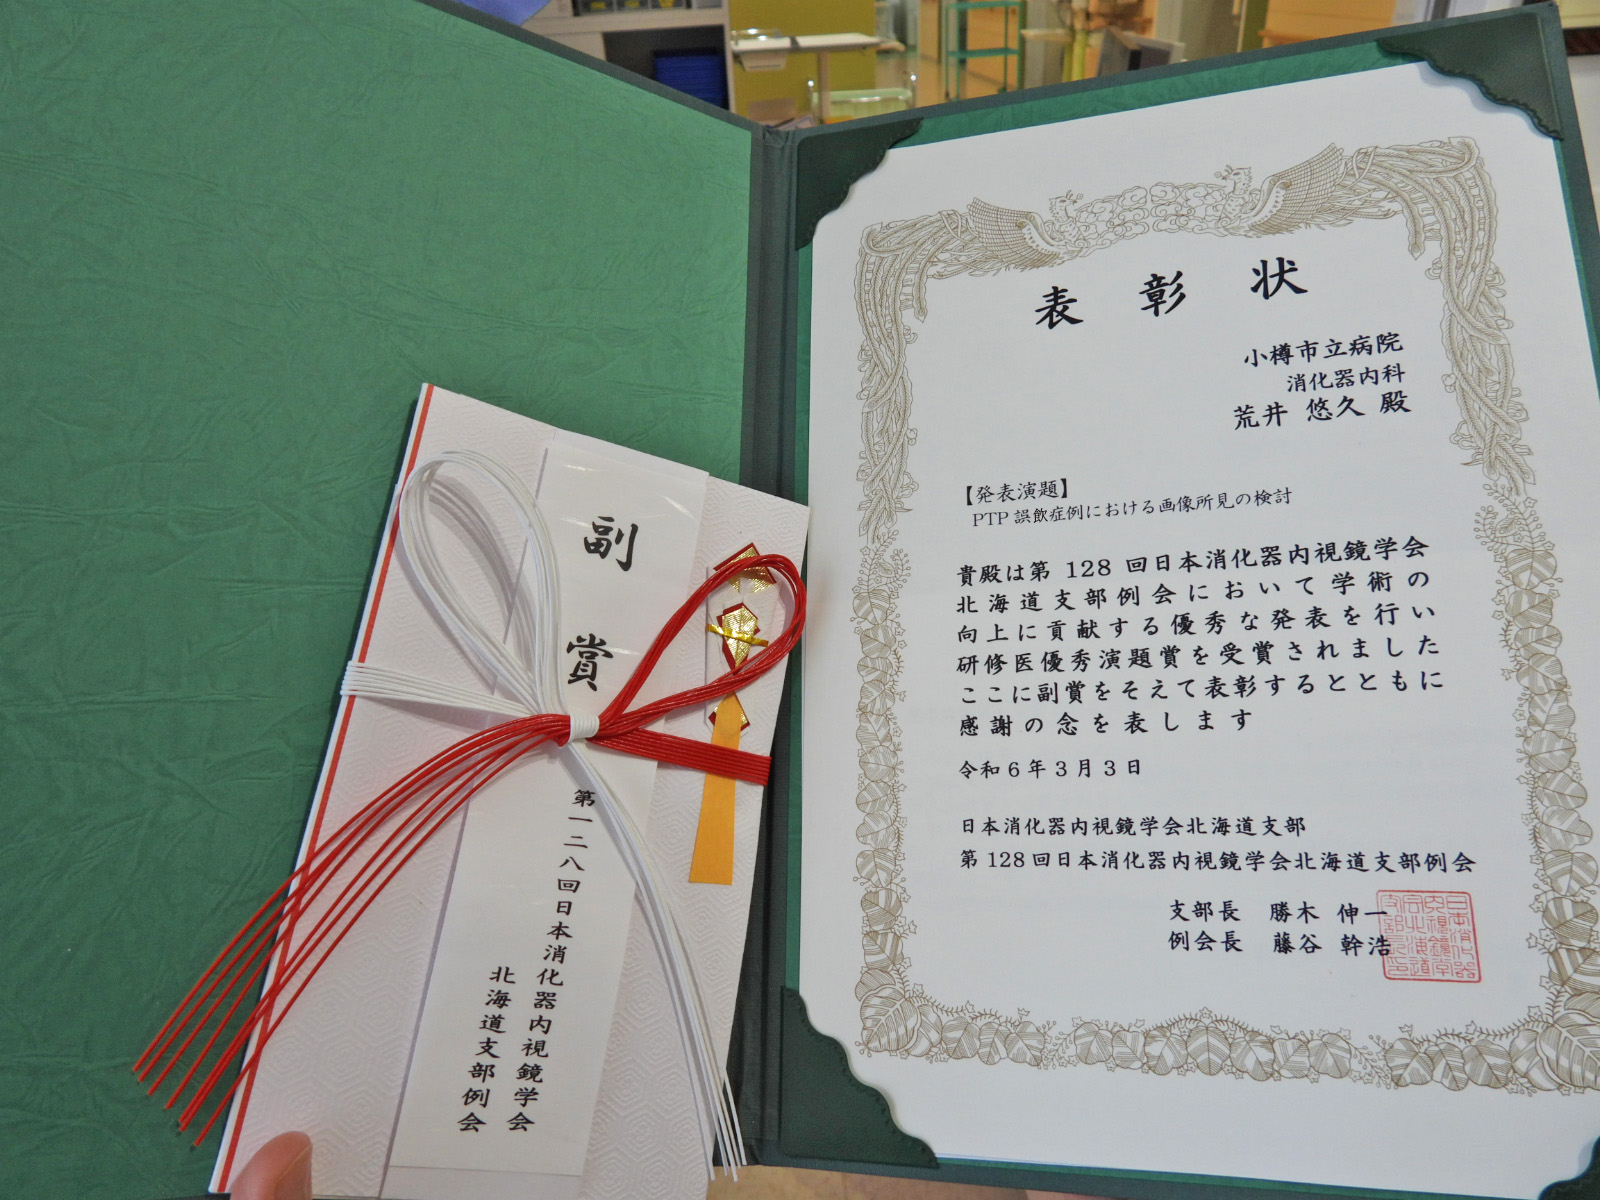 表彰状
小樽市立病院
消化器内科
荒井 悠久 殿
【発表演題】
PTP誤飲症例における画像所見の検討
貴殿は第128回日本消化器内視鏡学会
北海道支部例会において学術の
向上に貢献する優秀な発表を行い
研修医優秀演題賞を受賞されました
ここに副賞をそえて表彰するとともに
感謝の念を表します
令和6年3月3日
日本消化器内視鏡学会北海道支部
第128回日本消化器内視鏡学会北海道支部例会
支部長 勝木 伸一
例会長 藤谷 幹浩
副賞
第一二八回日本消化器内視鏡学会
北海道支部例会